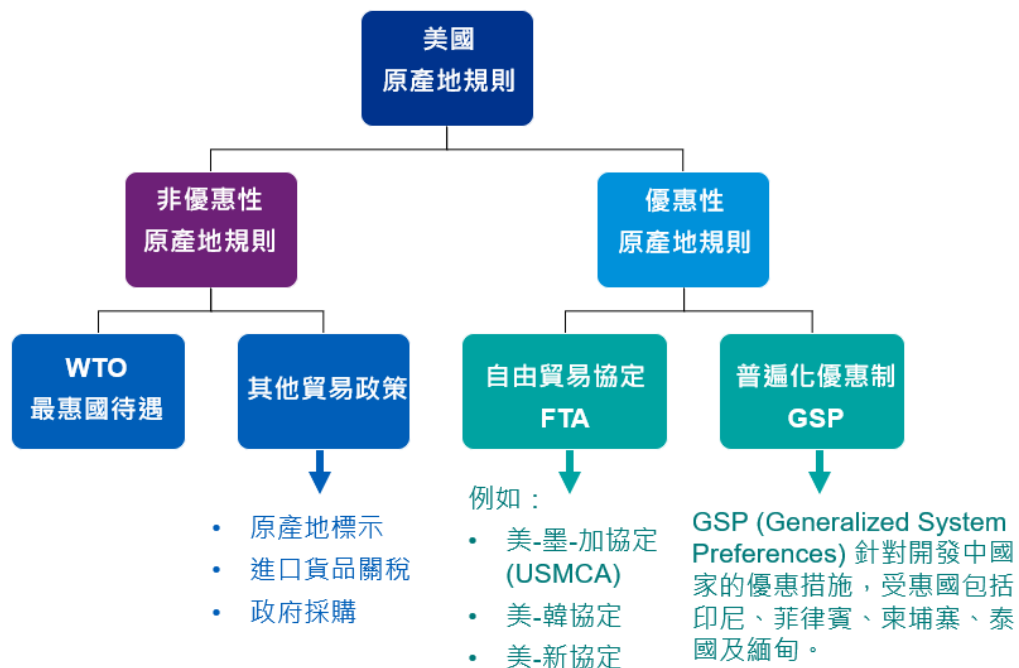 美國
原產地規則
非優惠性
原產地規則
優惠性
原產地規則
WTO
最惠國待遇
其他貿易政策
自由貿易協定
FTA
普遍化優惠制
GSP
• 原產地標示
• 進口貨品關稅
• 政府採購
例如：
• 美-墨-加協定
(USMCA)
• 美-韓協定
• 美-新協定
GSP (Generalized System
Preferences) 針對開發中國
家的優惠措施，受惠國包括
印尼、菲律賓、柬埔寨、泰
國及緬甸。